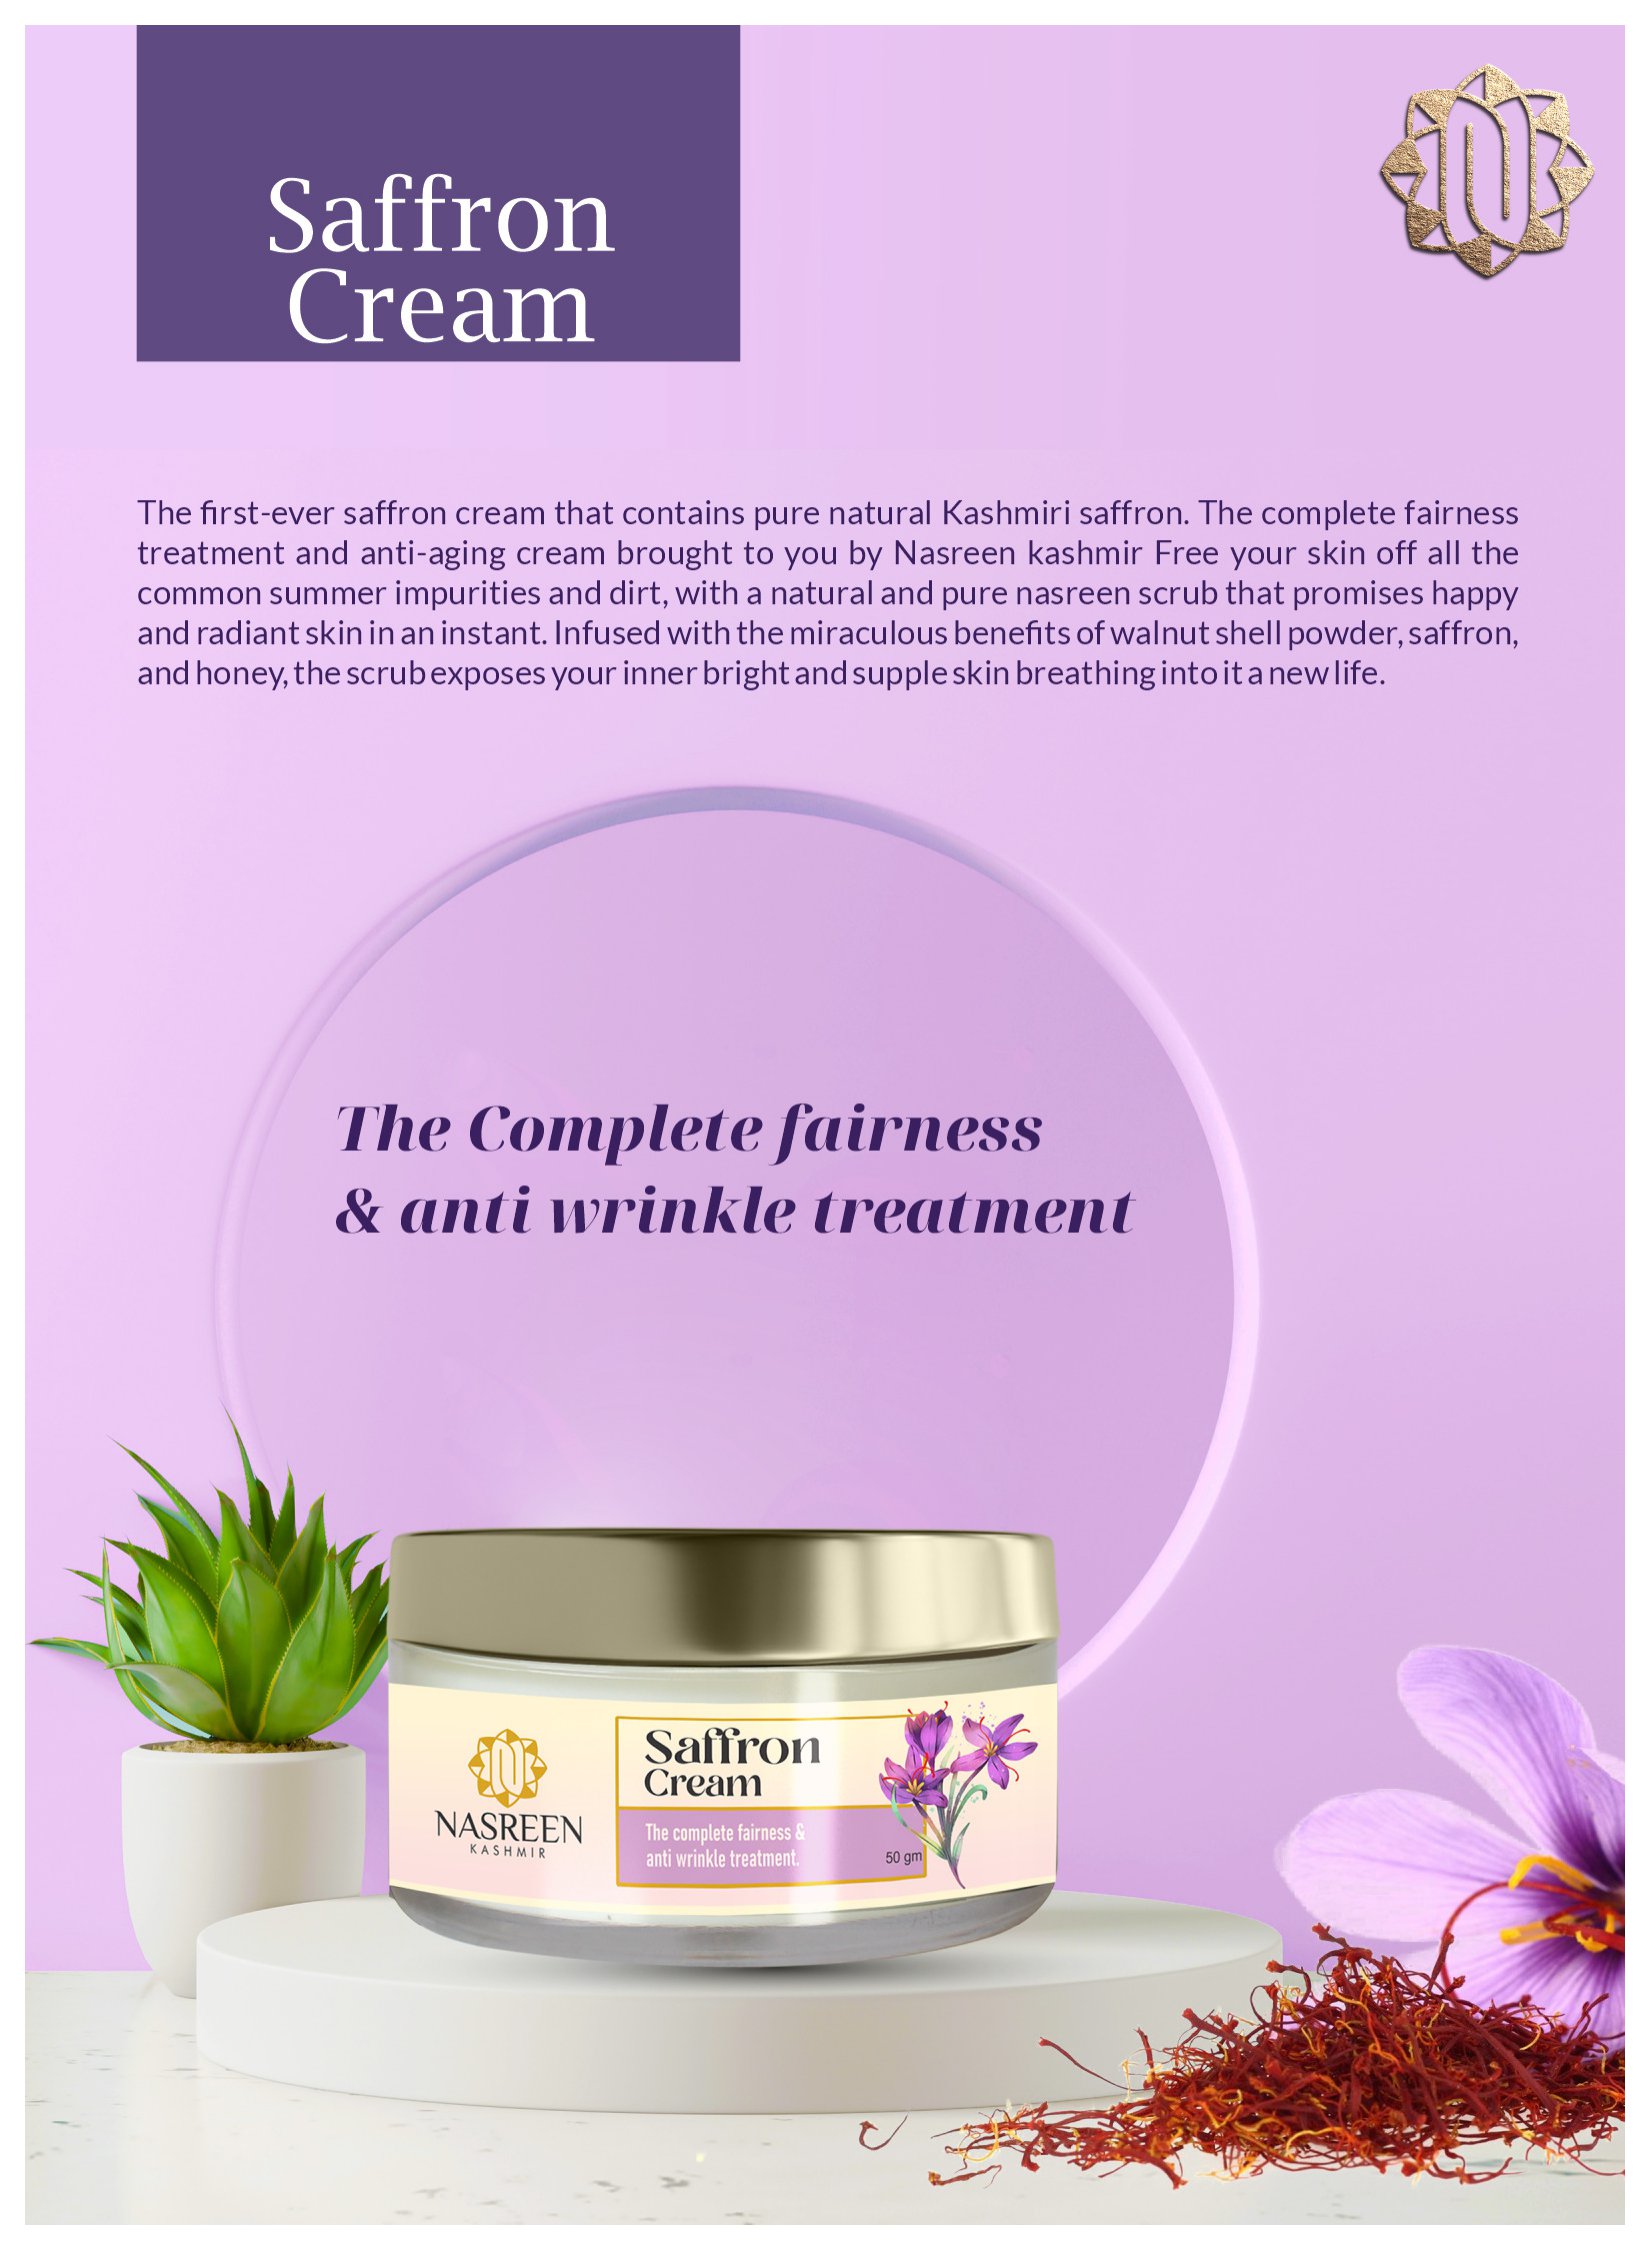 Saffron
Cream
The first-ever saffron cream that contains pure natural Kashmiri saffron. The complete fairness
treatment and anti-aging cream brought to you by Nasreen kashmir Free your skin off all the
common summer impurities and dirt, with a natural and pure nasreen scrub that promises happy
and radiant skin in an instant. Infused with the miraculous benefits of walnut shell powder, saffron,
and honey, the scrub exposes your inner bright and supple skin breathing into it a new life.
The Complete fairness
& anti wrinkle treatment
NASREEN
KASHMIR
Saffron
Cream
The complete fairness &
anti wrinkle treatment.
50 gm